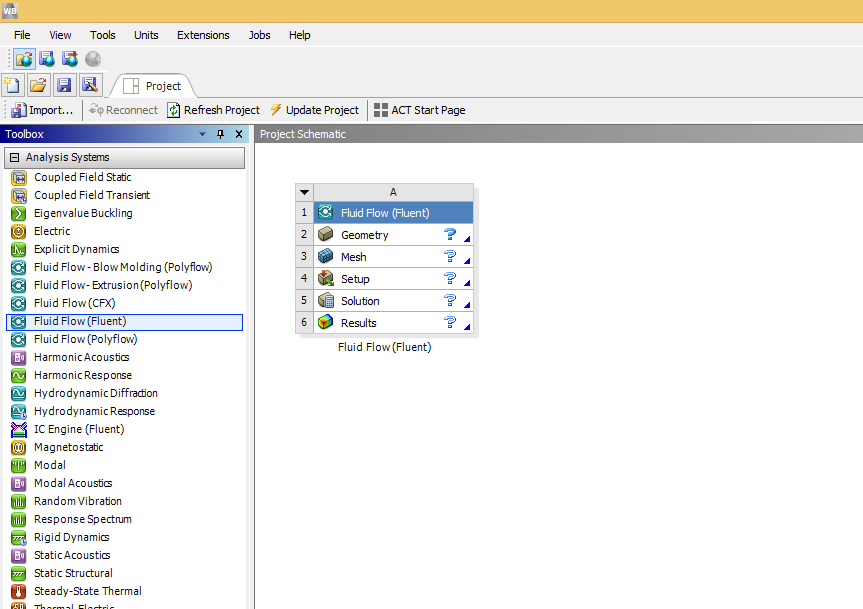 WB
File View Tools Units Extensions Jobs Help
Project
Import... Reconnect Refresh Project Update Project ACT Start Page
Toolbox
Project Schematic
Analysis Systems
Coupled Field Static
Coupled Field Transient
Eigenvalue Buckling
Electric
Explicit Dynamics
Fluid Flow - Blow Molding (Polyflow)
Fluid Flow - Extrusion (Polyflow)
Fluid Flow (CFX)
Fluid Flow (Fluent)
Fluid Flow (Polyflow)
Harmonic Acoustics
Harmonic Response
Hydrodynamic Diffraction
Hydrodynamic Response
IC Engine (Fluent)
Magnetostatic
Modal
Modal Acoustics
Random Vibration
Response Spectrum
Rigid Dynamics
Static Acoustics
Static Structural
Steady-State Thermal
Thermal-Electric
A
1 Fluid Flow (Fluent)
2 Geometry ?
3 Mesh ?
4 Setup ?
5 Solution ?
6 Results ?
Fluid Flow (Fluent)